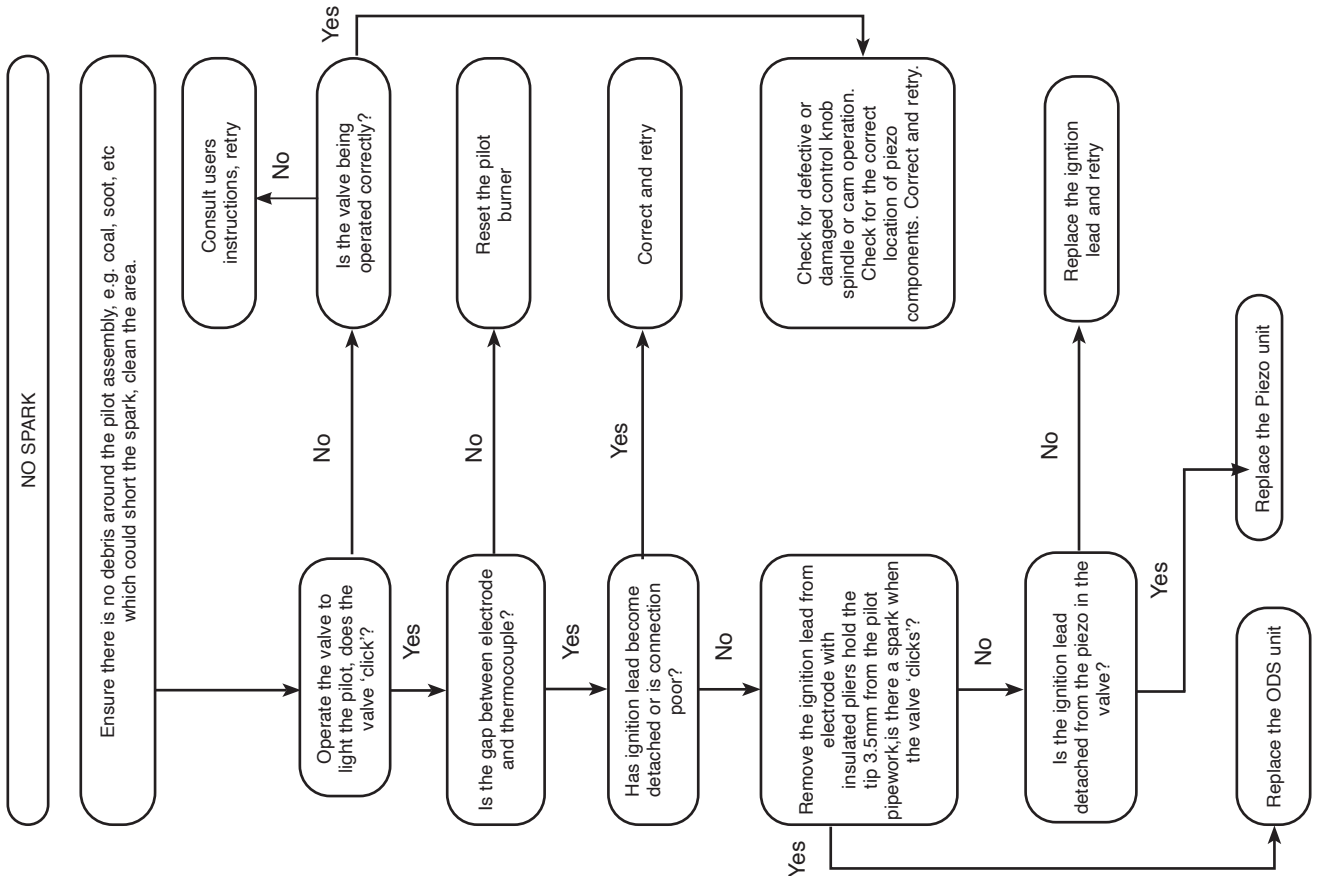 NO SPARK
Ensure there is no debris around the pilot assembly, e.g. coal, soot, etc
which could short the spark, clean the area.
Consult users
instructions, retry
No
Operate the valve to
light the pilot, does the
valve ‘click’?
No
Is the valve being
operated correctly?
Yes
Yes
Is the gap between electrode
and thermocouple?
No
Reset the pilot
burner
Yes
Has ignition lead become
detached or is connection
poor?
Yes
Correct and retry
No
Remove the ignition lead from
electrode with
insulated pliers hold the
tip 3.5mm from the pilot
pipework,is there a spark when
the valve ‘clicks’?
Check for defective or
damaged control knob
spindle or cam operation.
Check for the correct
location of piezo
components. Correct and retry.
Yes
No
Is the ignition lead
detached from the piezo in the
valve?
No
Replace the igntion
lead and retry
Yes
Replace the ODS unit
Replace the Piezo unit